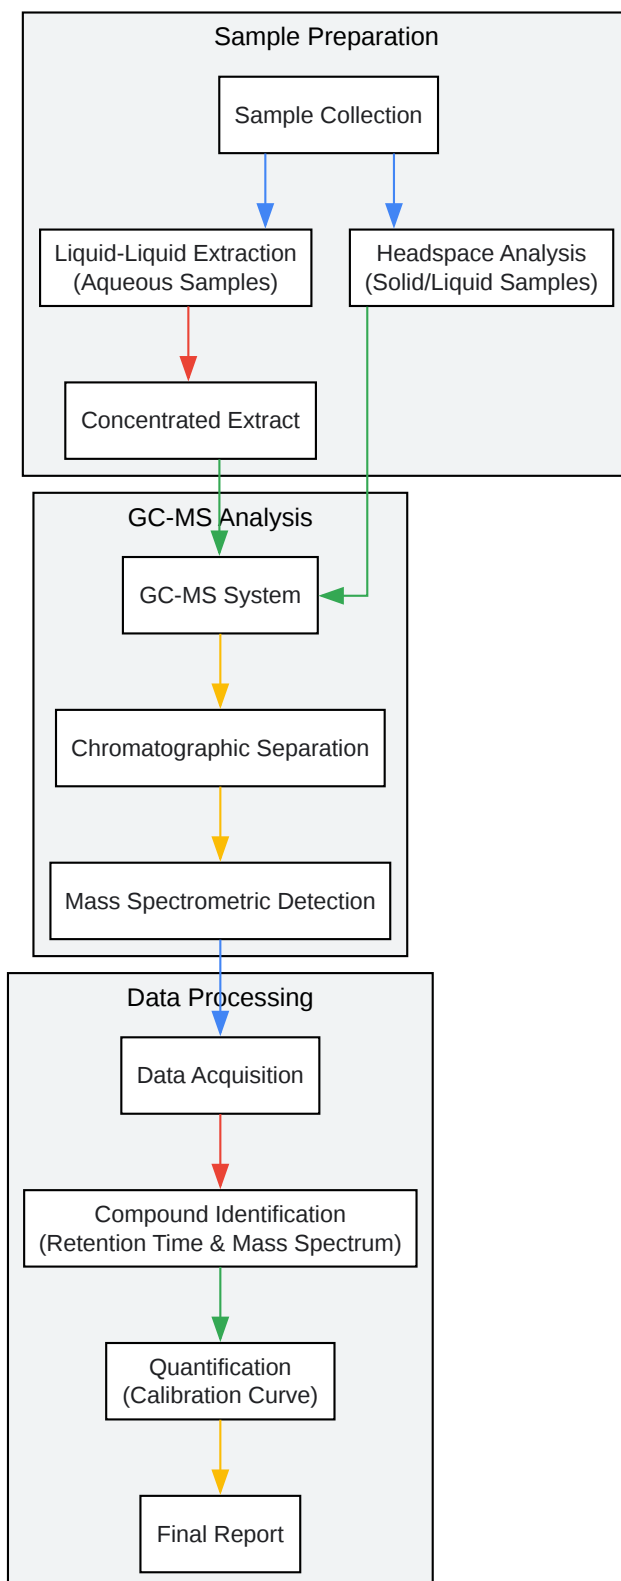 Sample Preparation
Sample Collection
Liquid-Liquid Extraction
(Aqueous Samples)
Headspace Analysis
(Solid/Liquid Samples)
Concentrated Extract
GC-MS Analysis
GC-MS System
Chromatographic Separation
Mass Spectrometric Detection
Data Processing
Data Acquisition
Compound Identification
(Retention Time & Mass Spectrum)
Quantification
(Calibration Curve)
Final Report